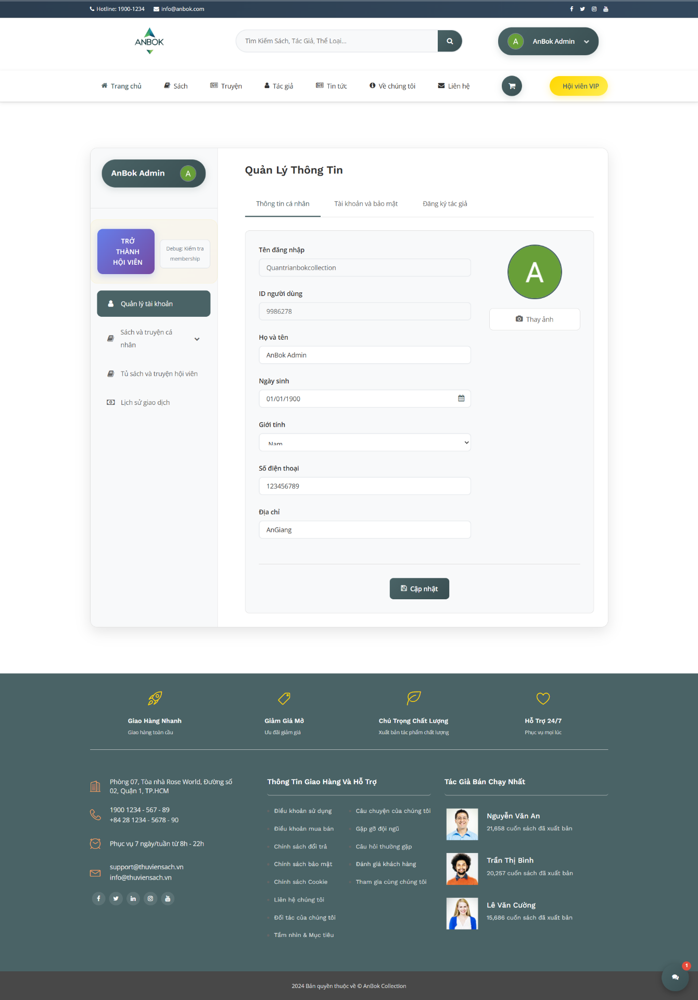 Hotline: 1900-1234
info@anbok.com
ANBOK
Tìm Kiếm Sách, Tác Giả, Thể Loại...
A
AnBok Admin
Trang chủ
Sách
Truyện
Tác giả
Tin tức
Về chúng tôi
Liên hệ
Hội viên VIP
AnBok Admin
A
TRỞ
THÀNH
HỘI VIÊN
Debug: Kiểm tra
membership
Quản lý tài khoản
Sách và truyện cá
nhân
Tủ sách và truyện hội viên
Lịch sử giao dịch
Quản Lý Thông Tin
Thông tin cá nhân
Tài khoản và bảo mật
Đăng ký tác giả
Tên đăng nhập
Quantrianbokcollection
ID người dùng
9986278
Họ và tên
AnBok Admin
Ngày sinh
01/01/1900
Giới tính
Nam
Số điện thoại
123456789
Địa chỉ
AnGiang
A
Thay ảnh
Cập nhật
Giao Hàng Nhanh
Giao hàng toàn cầu
Giảm Giá Mở
Ưu đãi giảm giá
Chú Trọng Chất Lượng
Xuất bản tác phẩm chất lượng
Hỗ Trợ 24/7
Phục vụ mọi lúc
Phòng 07, Tòa nhà Rose World, Đường số
02, Quận 1, TP.HCM
1900 1234 - 567 - 89
+84 28 1234 - 5678 - 90
Phục vụ 7 ngày/tuần từ 8h - 22h
support@thuviensach.vn
info@thuviensach.vn
Thông Tin Giao Hàng Và Hỗ Trợ
Điều khoản sử dụng
Điều khoản mua bán
Chính sách đổi trả
Chính sách bảo mật
Chính sách Cookie
Liên hệ chúng tôi
Đối tác của chúng tôi
Tầm nhìn & Mục tiêu
Câu chuyện của chúng tôi
Gặp gỡ đội ngũ
Câu hỏi thường gặp
Đánh giá khách hàng
Tham gia cùng chúng tôi
Tác Giả Bán Chạy Nhất
Nguyễn Văn An
21,658 cuốn sách đã xuất bản
Trần Thị Bình
20,257 cuốn sách đã xuất bản
Lê Văn Cường
15,686 cuốn sách đã xuất bản
1
2024 Bản quyền thuộc về © AnBok Collection